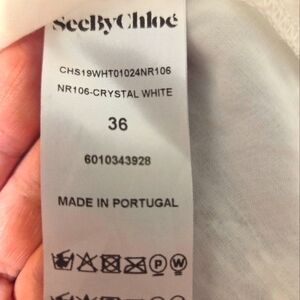 SeeByChloé
CHS19WHT01024NR106
NR106-CRYSTAL WHITE
36
6010343928
MADE IN PORTUGAL
P W